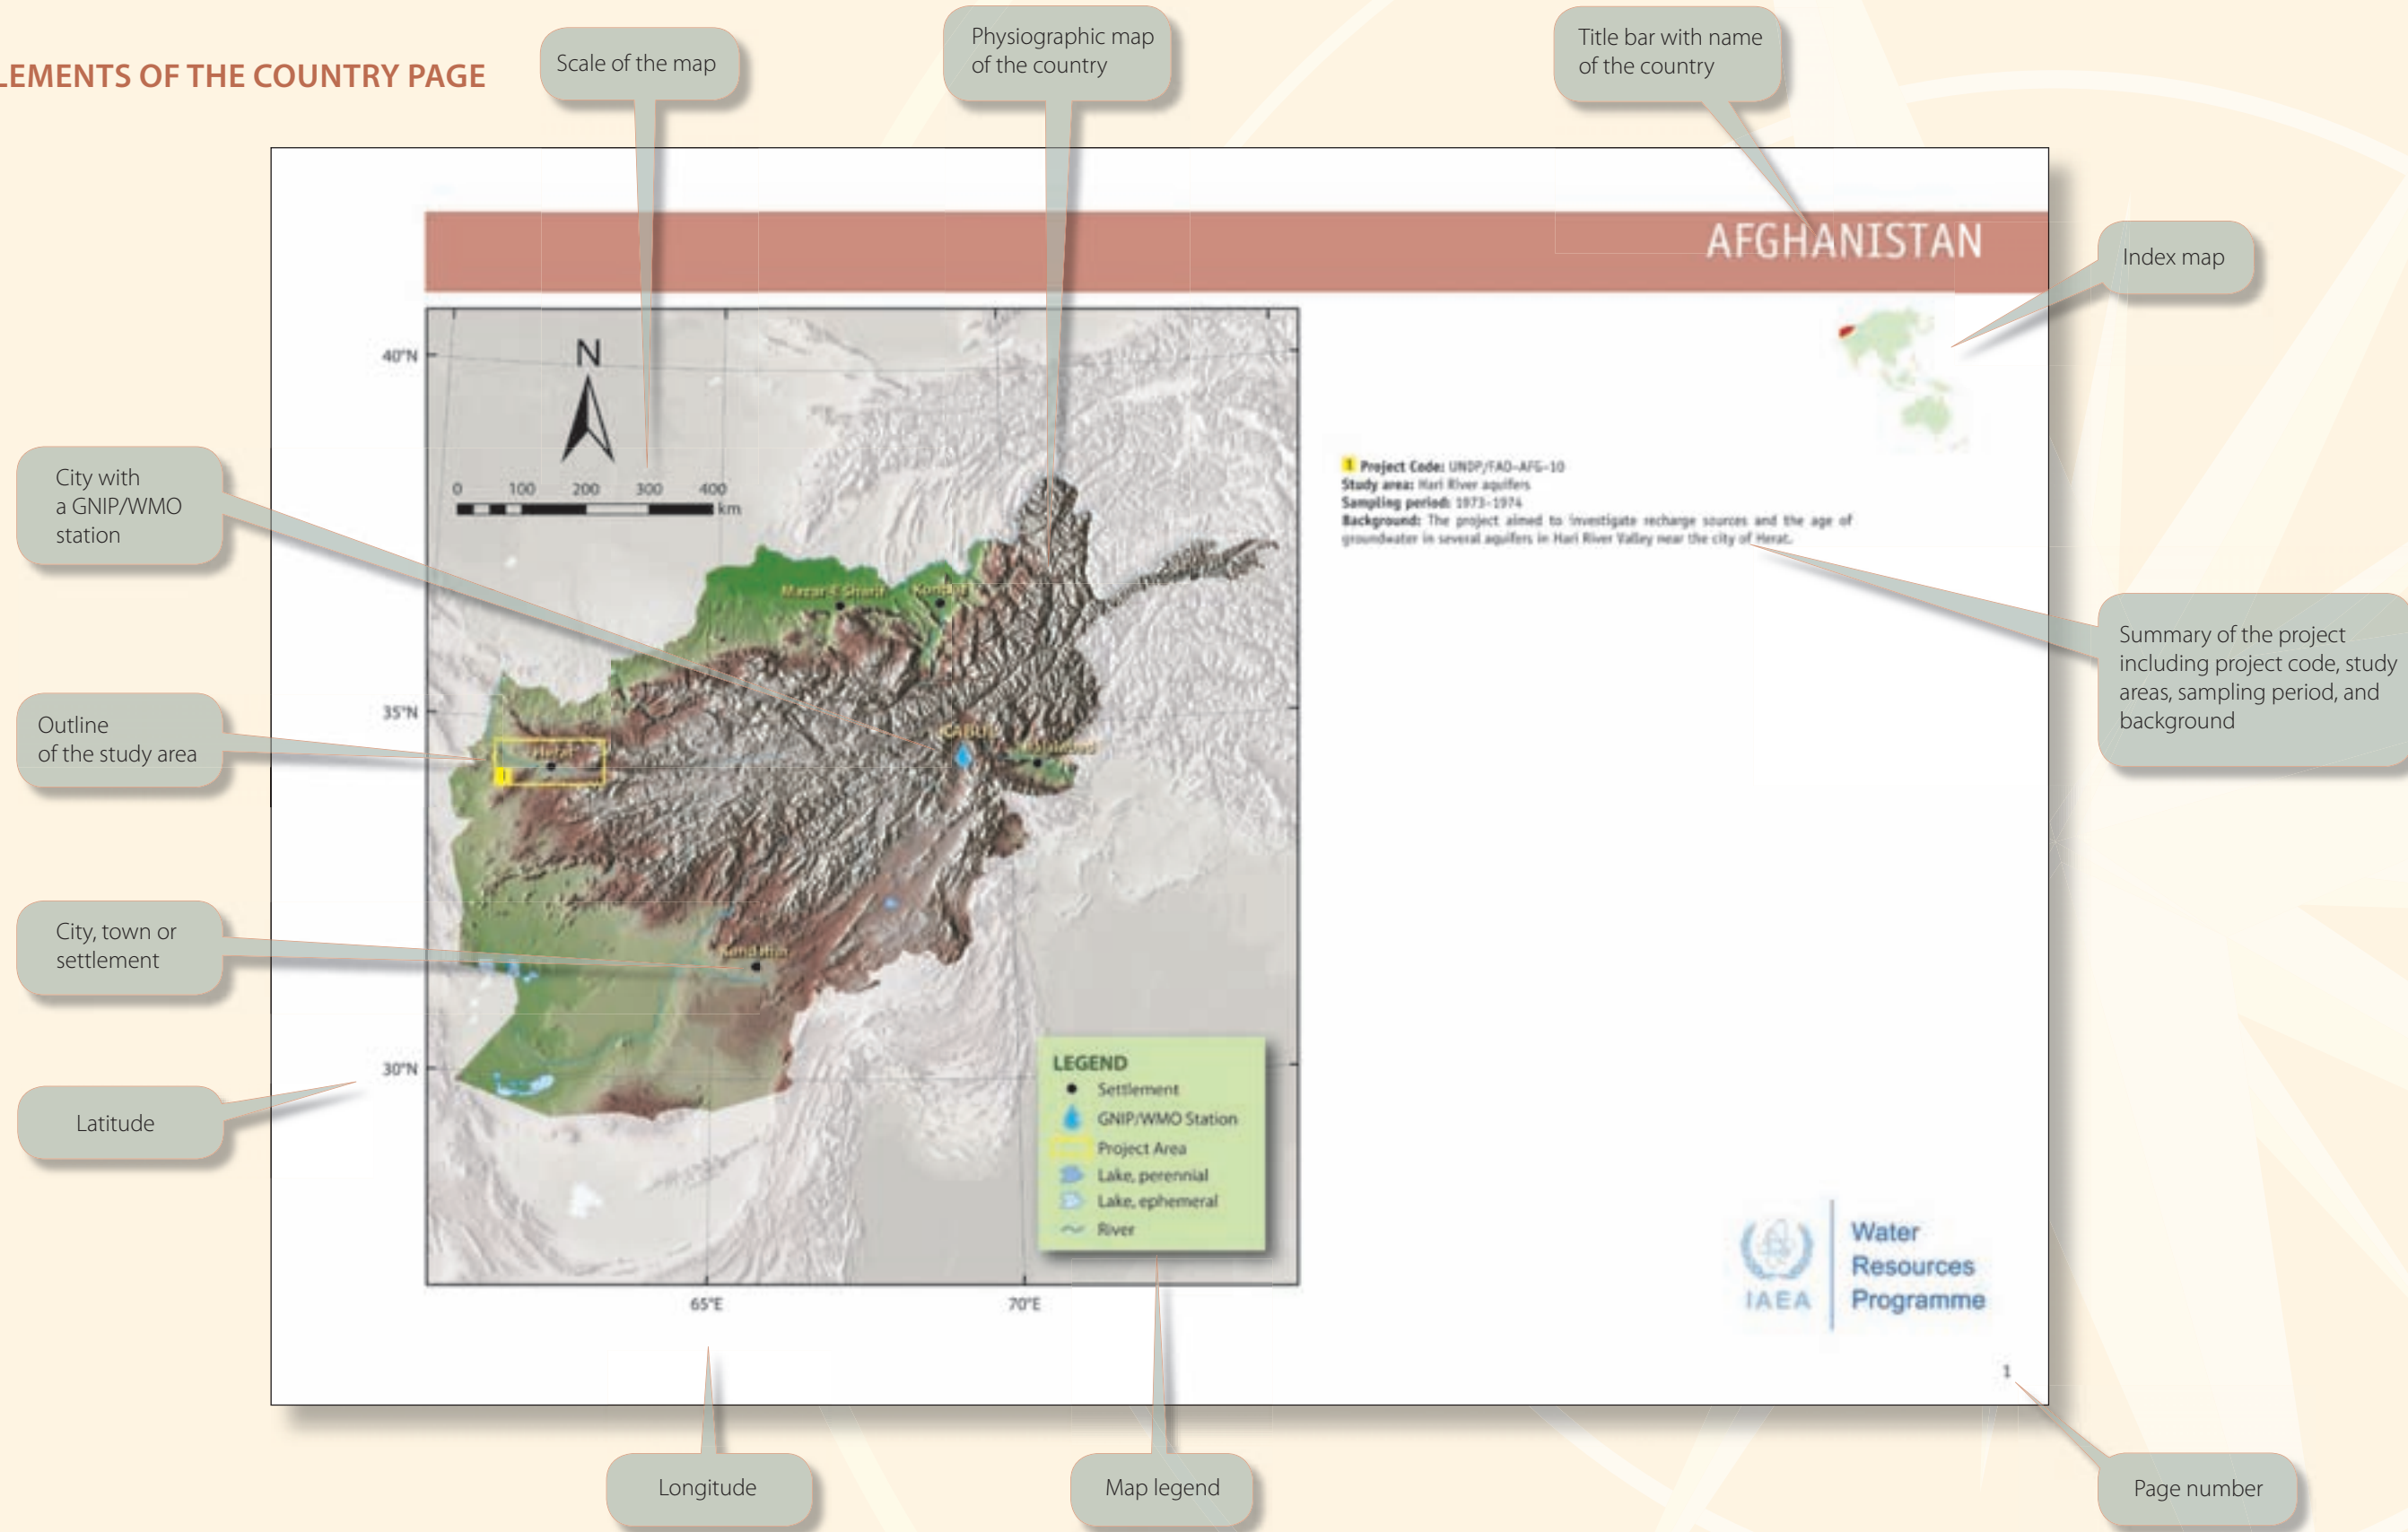 LEMENTS OF THE COUNTRY PAGE
Scale of the map
Physiographic map
of the country
Title bar with name
of the country
AFGHANISTAN
Index map
40°N
N
0 100 200 300 400
km
City with
a GNIP/WMO
station
1 Project Code: UNDP/FAO-AFG-10
Study area: Hari River aquifers
Sampling period: 1973-1974
Background: The project aimed to investigate recharge sources and the age of
groundwater in several aquifers in Hari River Valley near the city of Herat.
Mazar-E Sharif
Summary of the project
including project code, study
areas, sampling period, and
background
35°N
Outline
of the study area
Herat
1
City, town or
settlement
30°N
Latitude
LEGEND
Settlement
GNIP/WMO Station
Project Area
Lake, perennial
Lake, ephemeral
River
65°E
70°E
IAEA
Water
Resources
Programme
1
Longitude
Map legend
Page number